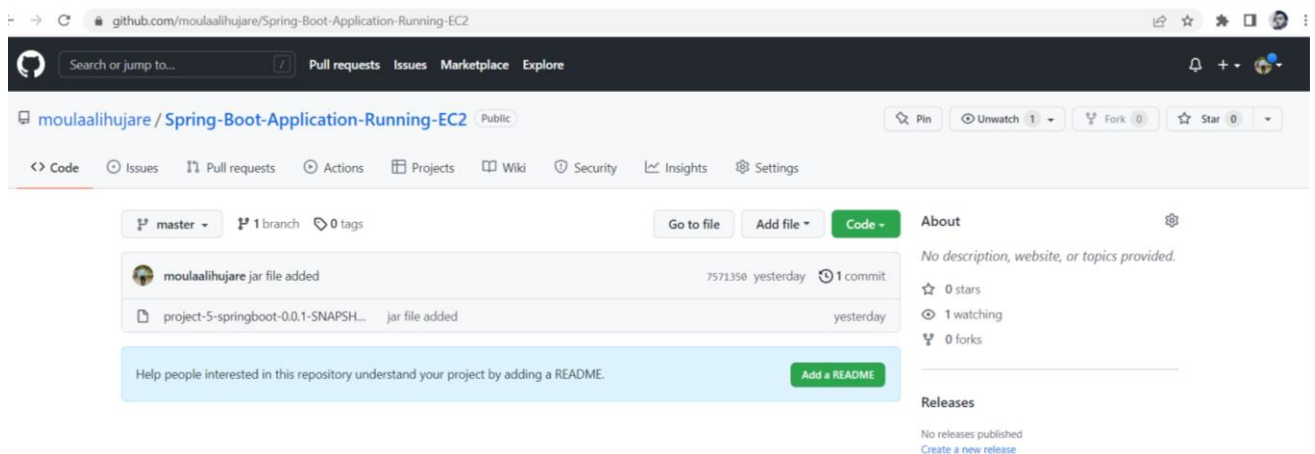 github.com/moulaalihujare/Spring-Boot-Application-Running-EC2
Search or jump to... / Pull requests Issues Marketplace Explore
moulaalihujare / Spring-Boot-Application-Running-EC2 Public Pin Unwatch 1 Fork 0 Star 0
<> Code Issues Pull requests Actions Projects Wiki Security Insights Settings
master 1 branch 0 tags Go to file Add file Code About
No description, website, or topics provided.
moulaalihujare jar file added 7571350 yesterday 1 commit
0 stars
project-5-springboot-0.0.1-SNAPSH... jar file added yesterday
1 watching
0 forks
Help people interested in this repository understand your project by adding a README. Add a README
Releases
No releases published
Create a new release